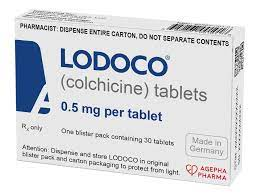 PHARMACIST: DISPENSE ENTIRE CARTON, DO NOT SEPARATE CONTENTS
LODOCO®
(colchicine) tablets
0.5 mg per tablet
Made in
Germany
Rx only
One blister pack containing 30 tablets
Attention: Dispense and store LODOCO in original
blister pack and carton packaging to protect from light.
AGEPHA
PHARMA